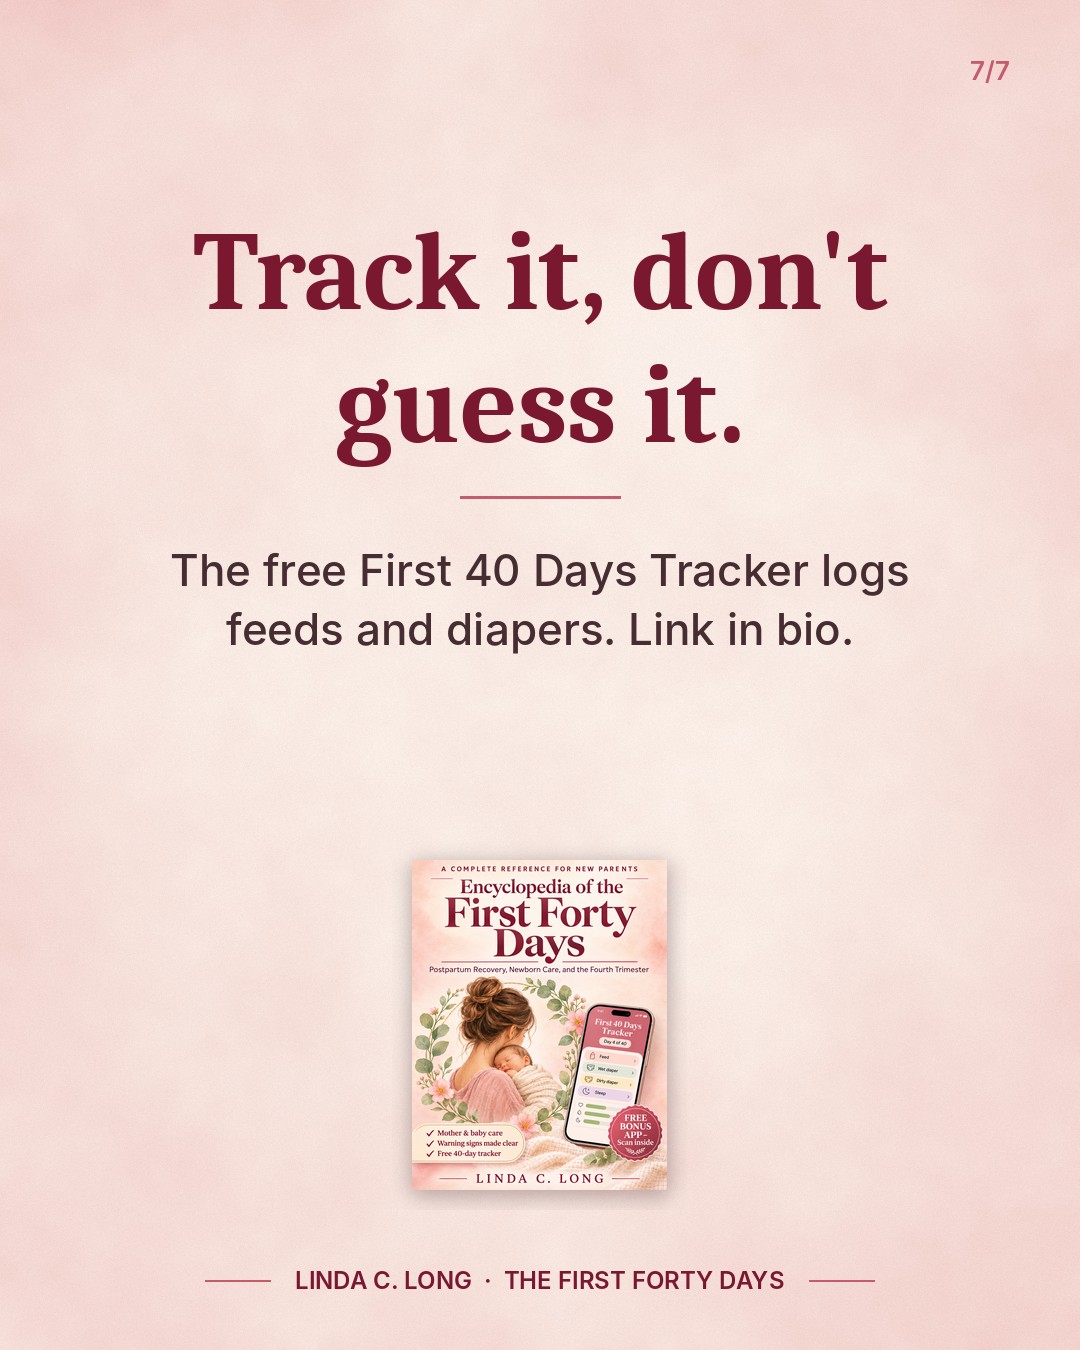 7/7
Track it, don't
guess it.
The free First 40 Days Tracker logs
feeds and diapers. Link in bio.
A COMPLETE REFERENCE FOR NEW PARENTS
Encyclopedia of the
First Forty
Days
Postpartum Recovery, Newborn Care, and the Fourth Trimester
First 40 Days
Tracker
Day 4 of 40
Feed
Wet diaper
Dirty diaper
Sleep
FREE
BONUS
APP –
Scan inside
Mother & baby care
Warning signs made clear
Free 40-day tracker
LINDA C. LONG
LINDA C. LONG · THE FIRST FORTY DAYS